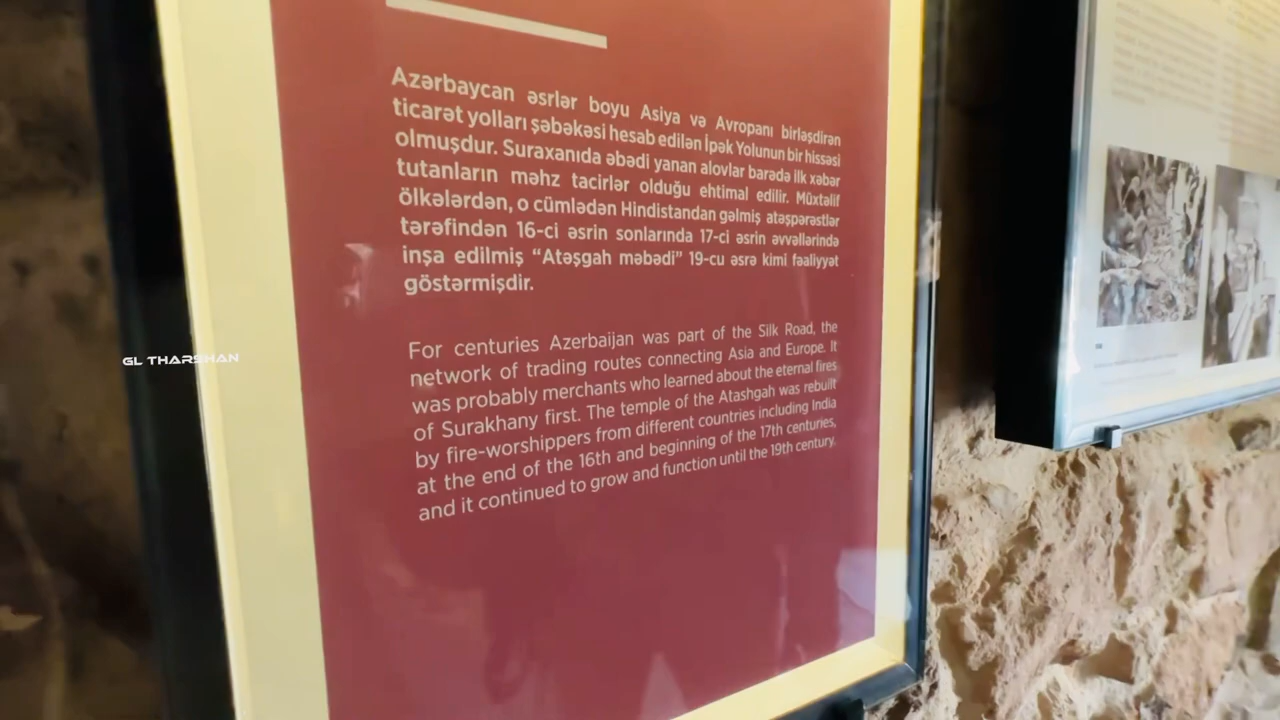 Azərbaycan əsrlər boyu Asiya və Avropanı birləşdirən
ticarət yolları şəbəkəsi hesab edilən İpək Yolunun bir hissəsi
olmuşdur. Suraxanıda əbədi yanan alovlar barədə ilk xəbər
tutanların məhz tacirlər olduğu ehtimal edilir. Müxtəlif
ölkələrdən, o cümlədən Hindistandan gəlmiş atəşpərəstlər
tərəfindən 16-ci əsrin sonlarında 17-ci əsrin əvvəllərində
inşa edilmiş “Atəşgah məbədi” 19-cu əsrə kimi fəaliyyət
göstərmişdir.
For centuries Azerbaijan was part of the Silk Road, the
network of trading routes connecting Asia and Europe. It
was probably merchants who learned about the eternal fires
of Surakhany first. The temple of the Atashgah was rebuilt
by fire-worshippers from different countries including India
at the end of the 16th and beginning of the 17th centuries,
and it continued to grow and function until the 19th century.
GL THARSHAN